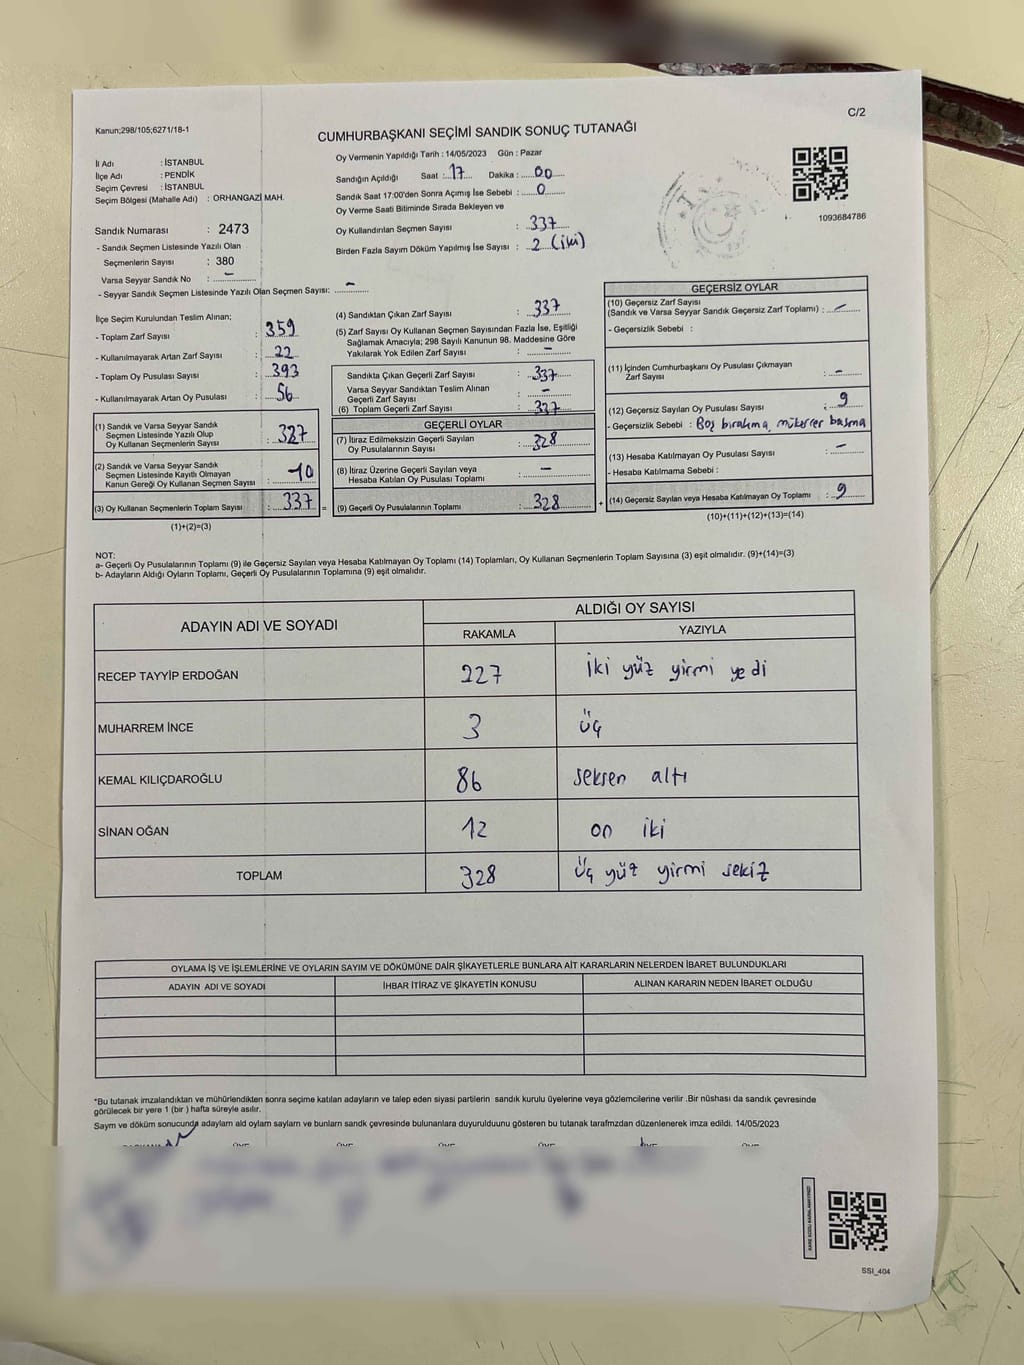 Kanun;298/105;6271/18-1
C/2
CUMHURBAŞKANI SEÇİMİ SANDIK SONUÇ TUTANAĞI
İl Adı : İSTANBUL
İlçe Adı : PENDİK
Seçim Çevresi : İSTANBUL
Seçim Bölgesi (Mahalle Adı) : ORHANGAZİ MAH.
Sandık Numarası : 2473
- Sandık Seçmen Listesinde Yazılı Olan
Seçmenlerin Sayısı : 380
Varsa Seyyar Sandık No : –
- Seyyar Sandık Seçmen Listesinde Yazılı Olan Seçmen Sayısı: –
Oy Vermenin Yapıldığı Tarih : 14/05/2023 Gün : Pazar
Sandığın Açıldığı Saat : 17 Dakika : 00
Sandık Saat 17:00'den Sonra Açımış İse Sebebi : 0
Oy Verme Saati Bitiminde Sırada Bekleyen ve
Oy Kullandırılan Seçmen Sayısı : 337
Birden Fazla Sayım Döküm Yapılmış İse Sayısı : 2 (iki)
1093684786
İlçe Seçim Kurulundan Teslim Alınan;
- Toplam Zarf Sayısı : 359
- Kullanılmayarak Artan Zarf Sayısı : 22
- Toplam Oy Pusulası Sayısı : 393
- Kullanılmayarak Artan Oy Pusulası : 56
(1) Sandık ve Varsa Seyyar Sandık
Seçmen Listesinde Yazılı Olup
Oy Kullanan Seçmenlerin Sayısı : 327
(2) Sandık ve Varsa Seyyar Sandık
Seçmen Listesinde Kayıtlı Olmayan
Kanun Gereği Oy Kullanan Seçmen Sayısı : 10
(3) Oy Kullanan Seçmenlerin Toplam Sayısı : 337 =
(1)+(2)=(3)
(4) Sandıktan Çıkan Zarf Sayısı : 337
(5) Zarf Sayısı Oy Kullanan Seçmen Sayısından Fazla İse, Eşitliği
Sağlamak Amacıyla; 298 Sayılı Kanunun 98. Maddesine Göre
Yakılarak Yok Edilen Zarf Sayısı : –
Sandıkta Çıkan Geçerli Zarf Sayısı : 337
Varsa Seyyar Sandıktan Teslim Alınan
Geçerli Zarf Sayısı : –
(6) Toplam Geçerli Zarf Sayısı : 337
GEÇERLİ OYLAR
(7) İtiraz Edilmeksizin Geçerli Sayılan
Oy Pusulalarının Sayısı : 328
(8) İtiraz Üzerine Geçerli Sayılan veya
Hesaba Katılan Oy Pusulası Toplamı : –
(9) Geçerli Oy Pusulalarının Toplamı : 328 +
GEÇERSİZ OYLAR
(10) Geçersiz Zarf Sayısı
(Sandık ve Varsa Seyyar Sandık Geçersiz Zarf Toplamı) : –
- Geçersizlik Sebebi :
(11) İçinden Cumhurbaşkanı Oy Pusulası Çıkmayan
Zarf Sayısı : –
(12) Geçersiz Sayılan Oy Pusulası Sayısı : 9
- Geçersizlik Sebebi : Boş bırakma, mükerrer basma
(13) Hesaba Katılmayan Oy Pusulası Sayısı : –
- Hesaba Katılmama Sebebi :
(14) Geçersiz Sayılan veya Hesaba Katılmayan Oy Toplamı : 9
(10)+(11)+(12)+(13)=(14)
NOT:
a- Geçerli Oy Pusulalarının Toplamı (9) ile Geçersiz Sayılan veya Hesaba Katılmayan Oy Toplamı (14) Toplamları, Oy Kullanan Seçmenlerin Toplam Sayısına (3) eşit olmalıdır. (9)+(14)=(3)
b- Adayların Aldığı Oyların Toplamı, Geçerli Oy Pusulalarının Toplamına (9) eşit olmalıdır.
ADAYIN ADI VE SOYADI ALDIĞI OY SAYISI
RAKAMLA YAZIYLA
RECEP TAYYİP ERDOĞAN 227 iki yüz yirmi yedi
MUHARREM İNCE 3 üç
KEMAL KILIÇDAROĞLU 86 seksen altı
SİNAN OĞAN 12 on iki
TOPLAM 328 üç yüz yirmi sekiz
OYLAMA İŞ VE İŞLEMLERİNE VE OYLARIN SAYIM VE DÖKÜMÜNE DAİR ŞİKAYETLERLE BUNLARA AİT KARARLARIN NELERDEN İBARET BULUNDUKLARI
ADAYIN ADI VE SOYADI İHBAR İTİRAZ VE ŞİKAYETİN KONUSU ALINAN KARARIN NEDEN İBARET OLDUĞU
*Bu tutanak imzalandıktan ve mühürlendikten sonra seçime katılan adayların ve talep eden siyasi partilerin sandık kurulu üyelerine veya gözlemcilerine verilir .Bir nüshası da sandık çevresinde
görülecek bir yere 1 (bir ) hafta süreyle asılır.
Sayım ve döküm sonucunda adayların aldı oyların sayıları ve bunların sandık çevresinde bulunanlara duyurulduunu gösteren bu tutanak tarafımızdan düzenlenerek imza edildi. 14/05/2023
SSI_404